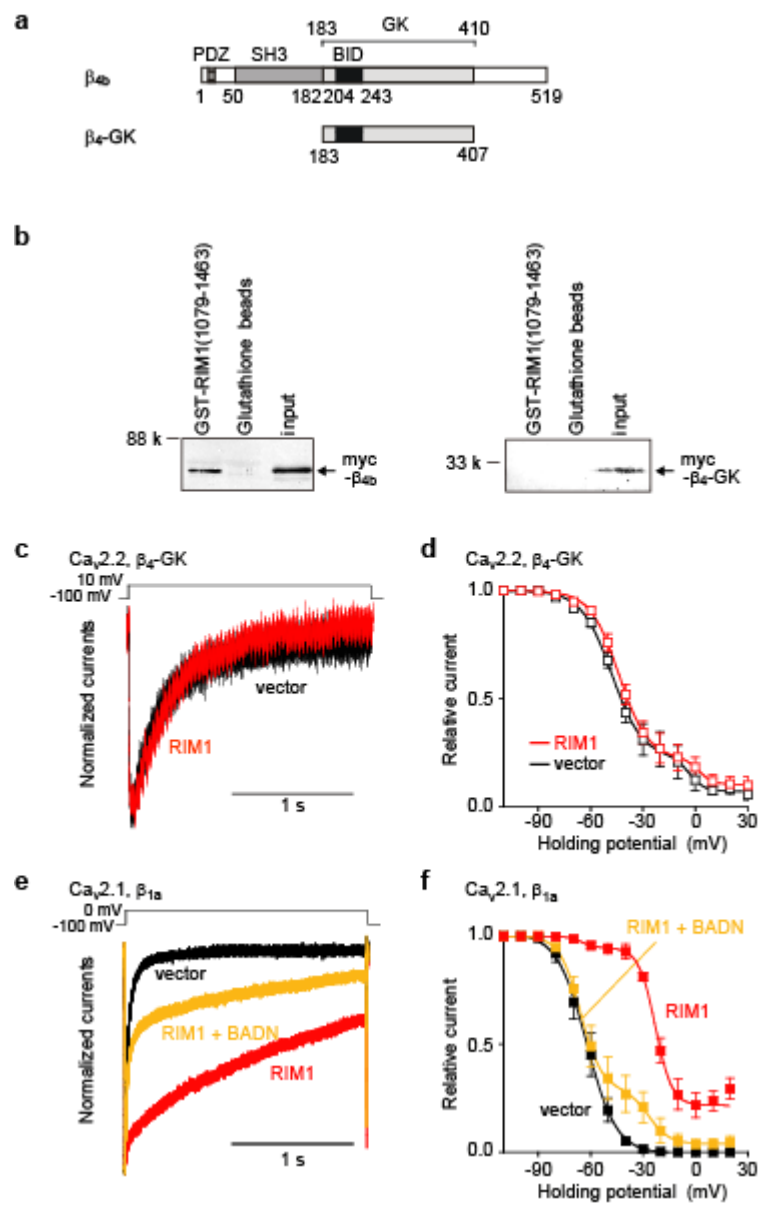 a
183 GK 410
PDZ SH3 BID
β4b
1 50 182 204 243 519
β4-GK
183 407
b
GST-RIM1(1079-1463)
Glutathione beads
input
88 k
myc
-β4b
GST-RIM1(1079-1463)
Glutathione beads
input
33 k
myc
-β4-GK
c
Cav2.2, β4-GK
10 mV
-100 mV
Normalized currents
vector
RIM1
1 s
d
Cav2.2, β4-GK
Relative current
1.0
0.5
0.0
RIM1
vector
-90 -60 -30 0 30
Holding potential (mV)
e
Cav2.1, β1a
0 mV
-100 mV
Normalized currents
vector
RIM1 + BADN
RIM1
1 s
f
Cav2.1, β1a
Relative current
1.0
0.5
0.0
RIM1 + BADN
RIM1
vector
-90 -60 -30 0 30
Holding potential (mV)